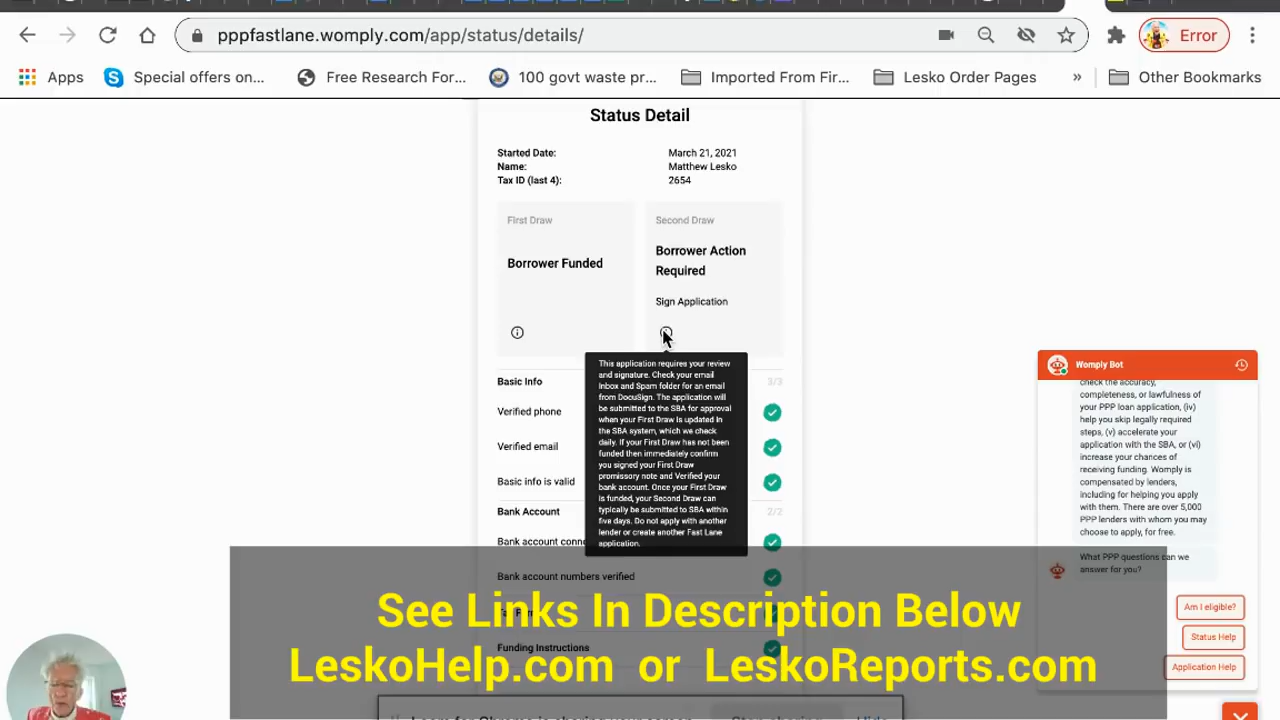 pppfastlane.womply.com/app/status/details/
Error
Apps
Special offers on...
Free Research For...
100 govt waste pr...
Imported From Fir...
Lesko Order Pages
»
Other Bookmarks
Status Detail
Started Date: March 21, 2021
Name: Matthew Lesko
Tax ID (last 4): 2654
First Draw
Borrower Funded
Second Draw
Borrower Action
Required
Sign Application
This application requires your review
and signature. Check your email
Inbox and Spam folder for an email
from DocuSign. The application will
be submitted to the SBA for approval
when your First Draw is updated in
the SBA system, which we check
daily. If your First Draw has not been
funded then immediately confirm
you signed your First Draw
promissory note and Verified your
bank account. Once your First Draw
is funded, your Second Draw can
typically be submitted to SBA within
five days. Do not apply with another
lender or create another Fast Lane
application.
Basic Info 3/3
Verified phone
Verified email
Basic info is valid
Bank Account 2/2
Bank account conn
Bank account numbers verified
Funding Instructions
Womply Bot
check the accuracy,
completeness, or lawfulness of
your PPP loan application, (iv)
help you skip legally required
steps, (v) accelerate your
application with the SBA, or (vi)
increase your chances of
receiving funding. Womply is
compensated by lenders,
including for helping you apply
with them. There are over 5,000
PPP lenders with whom you may
choose to apply, for free.
What PPP questions can we
answer for you?
Am I eligible?
Status Help
Application Help
See Links In Description Below
LeskoHelp.com or LeskoReports.com